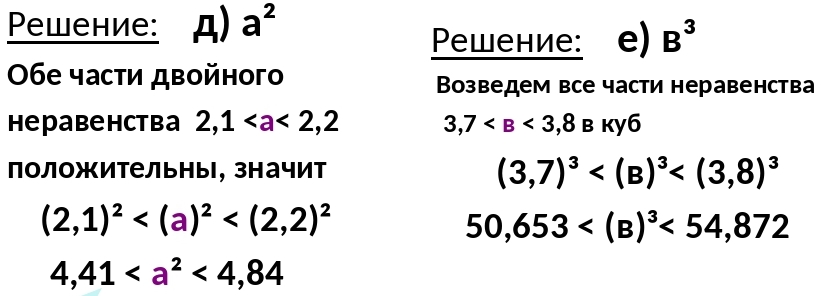 Решение: д) а²
Обе части двойного
неравенства 2,1 <а< 2,2
положительны, значит
(2,1)² < (а)² < (2,2)²
4,41 < а² < 4,84
Решение: е) в³
Возведем все части неравенства
3,7 < в < 3,8 в куб
(3,7)³ < (в)³< (3,8)³
50,653 < (в)³< 54,872